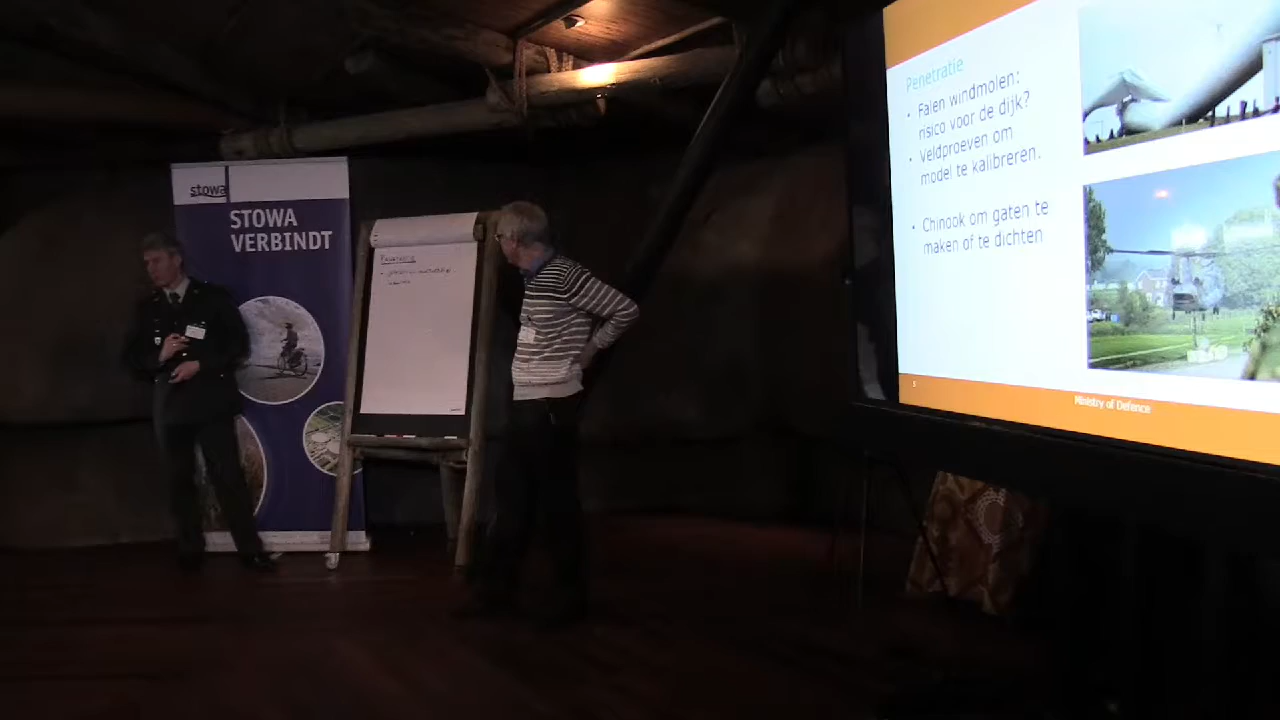 stowa
STOWA
VERBINDT
Penetratie
• Falen windmolen:
risico voor de dijk?
• Veldproeven om
model te kalibreren.
• Chinook om gaten te
maken of te dichten
Ministry of Defence